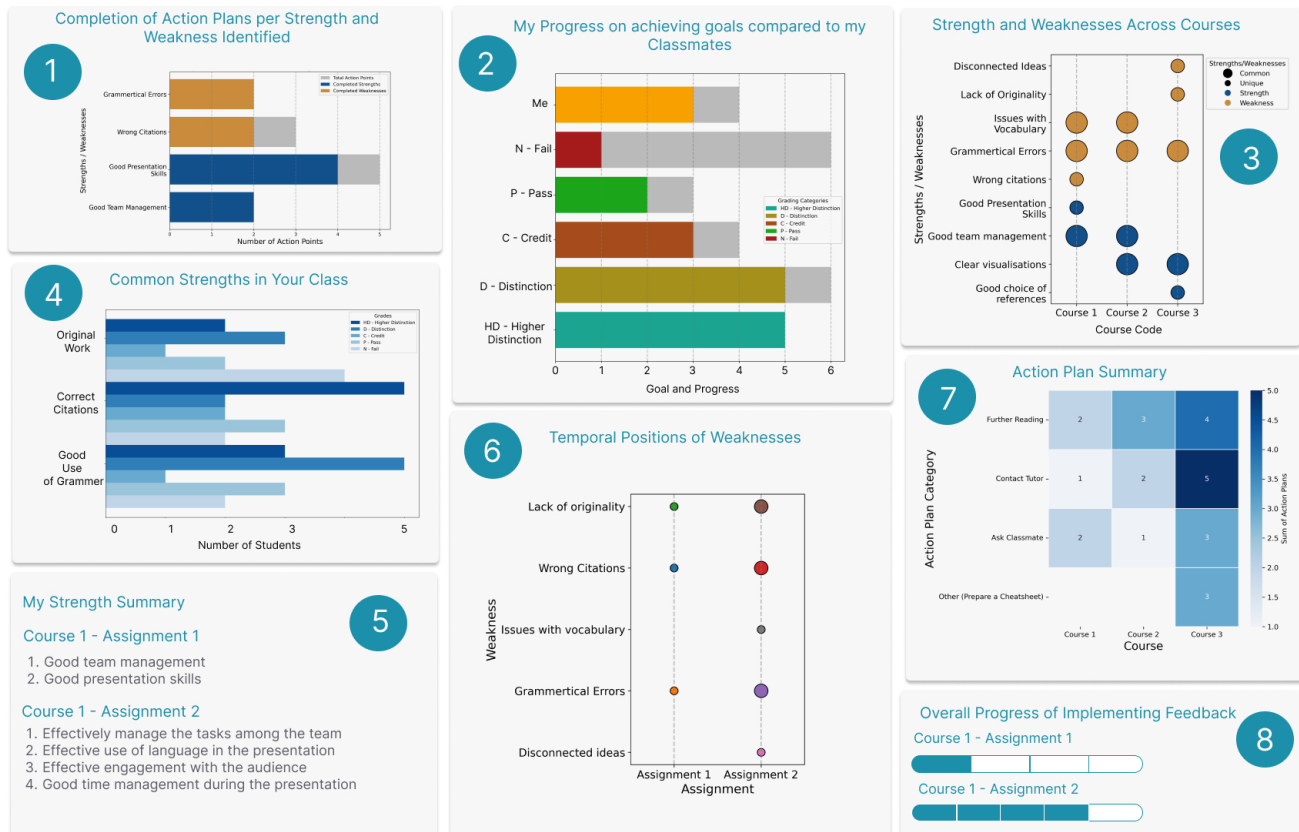 Completion of Action Plans per Strength and
Weakness Identified
1
Total Action Points
Completed Strengths
Completed Weaknesses
Strengths / Weaknesses
Grammertical Errors
Wrong Citations
Good Presentation
Skills
Good Team Management
0 1 2 3 4 5
Number of Action Points
My Progress on achieving goals compared to my
Classmates
2
Me
N - Fail
P - Pass
C - Credit
D - Distinction
HD - Higher
Distinction
Grading Categories
HD - Higher Distinction
D - Distinction
C - Credit
P - Pass
N - Fail
0 1 2 3 4 5 6
Goal and Progress
Strength and Weaknesses Across Courses
3
Strengths/Weaknesses
Common
Unique
Strength
Weakness
Strengths / Weaknesses
Disconnected Ideas
Lack of Originality
Issues with
Vocabulary
Grammertical Errors
Wrong citations
Good Presentation
Skills
Good team management
Clear visualisations
Good choice of
references
Course 1 Course 2 Course 3
Course Code
4
Common Strengths in Your Class
Grades
HD - Higher Distinction
D - Distinction
C - Credit
P - Pass
N - Fail
Original
Work
Correct
Citations
Good
Use
of Grammer
0 1 2 3 5
Number of Students
My Strength Summary
5
Course 1 - Assignment 1
1. Good team management
2. Good presentation skills
Course 1 - Assignment 2
1. Effectively manage the tasks among the team
2. Effective use of language in the presentation
3. Effective engagement with the audience
4. Good time management during the presentation
6
Temporal Positions of Weaknesses
Weakness
Lack of originality
Wrong Citations
Issues with vocabulary
Grammertical Errors
Disconnected ideas
Assignment 1 Assignment 2
Assignment
7
Action Plan Summary
Action Plan Category
Further Reading 2 3 4
Contact Tutor 1 2 5
Ask Classmate 2 1 3
Other (Prepare a Cheatsheet) 3
Course 1 Course 2 Course 3
Course
5.0
4.5
4.0
3.5
3.0
2.5
2.0
1.5
1.0
Sum of Action Plans
Overall Progress of Implementing Feedback
8
Course 1 - Assignment 1
Course 1 - Assignment 2